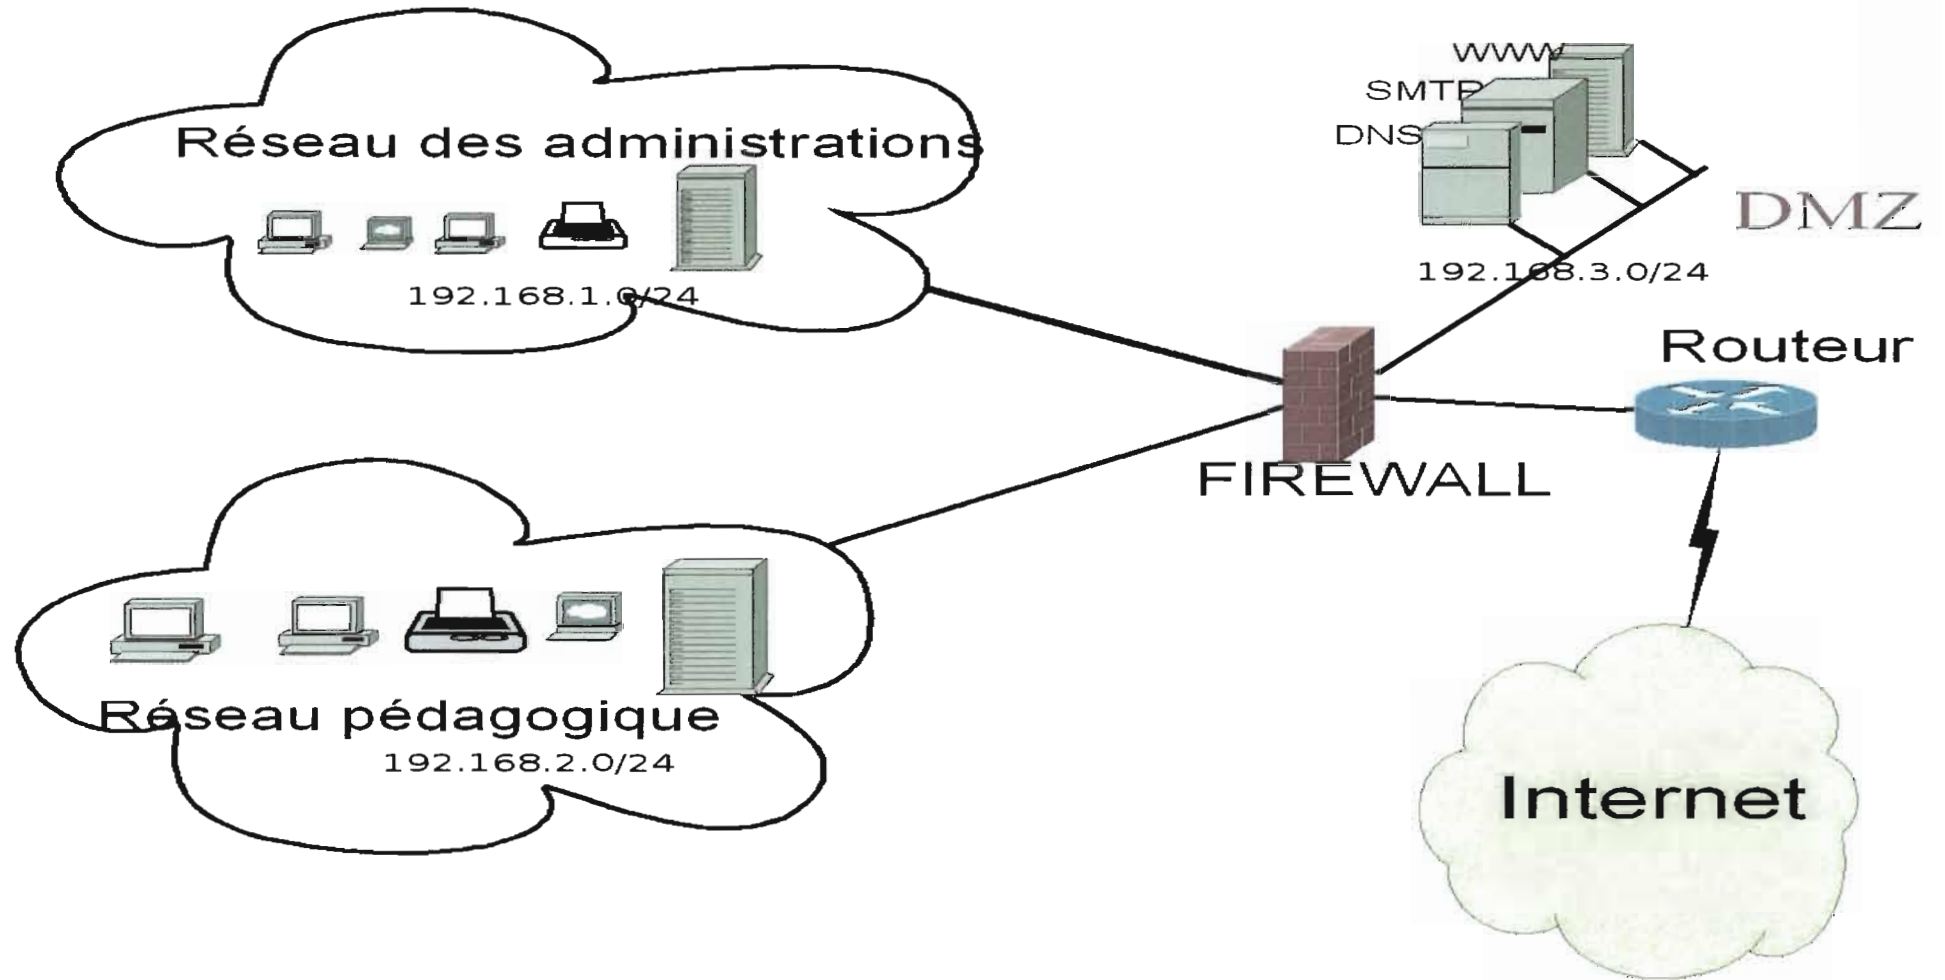 Réseau des administrations
192.168.1.0/24
WWW
SMTP
DNS
DMZ
192.168.3.0/24
Routeur
FIREWALL
Réseau pédagogique
192.168.2.0/24
Internet